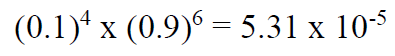 (0.1)⁴ x (0.9)⁶ = 5.31 x 10⁻⁵